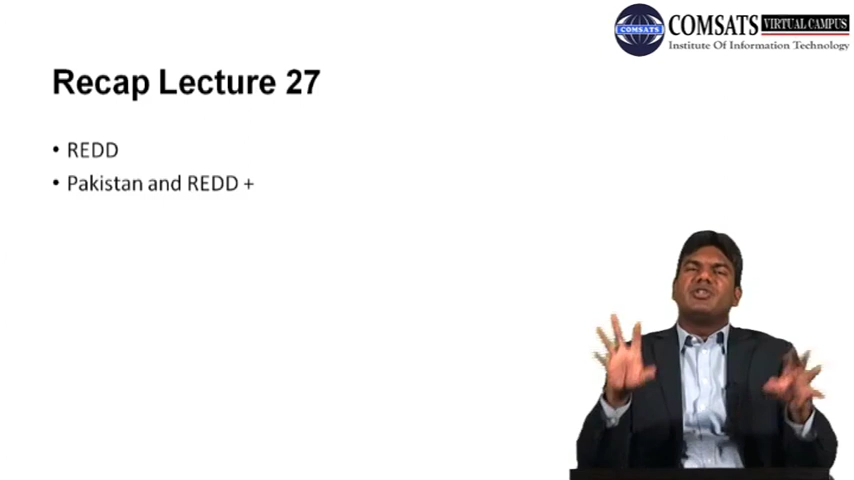 COMSATS VIRTUAL CAMPUS
COMSATS
Institute Of Information Technology
Recap Lecture 27
• REDD
• Pakistan and REDD +